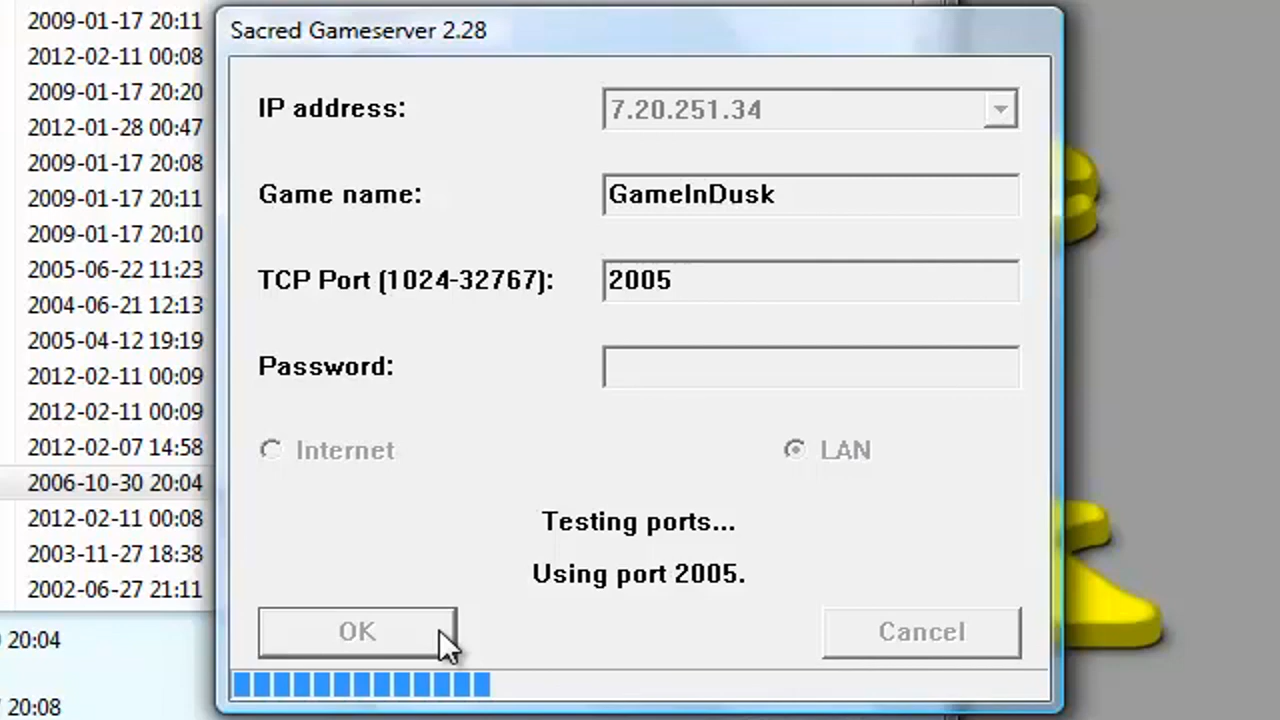 2009-01-17 20:11
2012-02-11 00:08
2009-01-17 20:20
2012-01-28 00:47
2009-01-17 20:08
2009-01-17 20:11
2009-01-17 20:10
2005-06-22 11:23
2004-06-21 12:13
2005-04-12 19:19
2012-02-11 00:09
2012-02-11 00:09
2012-02-07 14:58
2006-10-30 20:04
2012-02-11 00:08
2003-11-27 18:38
2002-06-27 21:11
20:04
20:08
Sacred Gameserver 2.28
IP address: 7.20.251.34
Game name: GameInDusk
TCP Port (1024-32767): 2005
Password:
Internet LAN
Testing ports...
Using port 2005.
OK Cancel